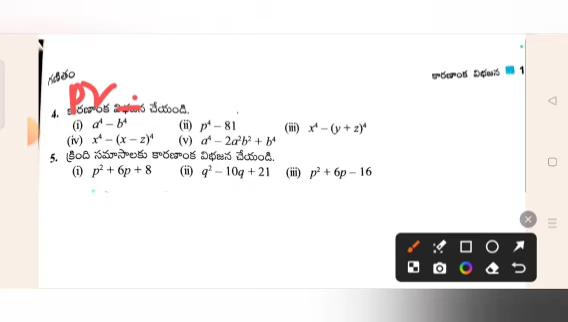 గణితం
కారణాంక విభజన 1
PV
4. కారణాంక విభజన చేయండి.
(i) a⁴ – b⁴ (ii) p⁴ – 81 (iii) x⁴ – (y + z)⁴
(iv) x⁴ – (x – z)⁴ (v) a⁴ – 2a²b² + b⁴
5. క్రింది సమాసాలకు కారణాంక విభజన చేయండి.
(i) p² + 6p + 8 (ii) q² – 10q + 21 (iii) p² + 6p – 16